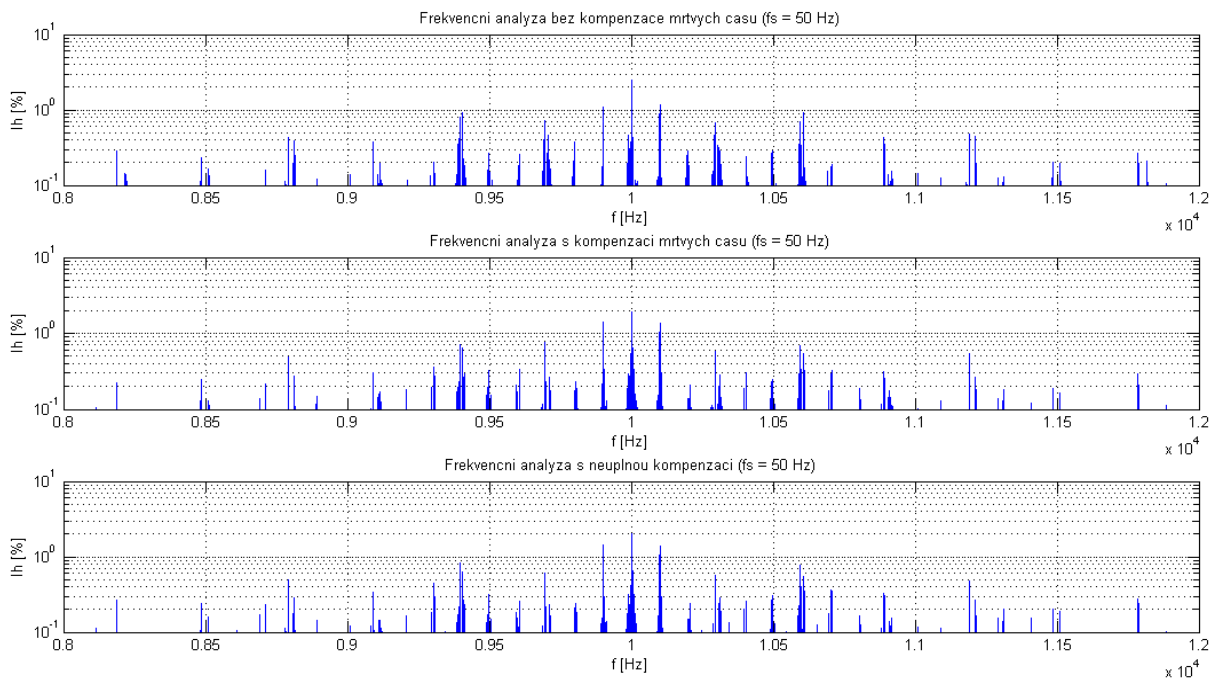 Frekvencni analyza bez kompenzace mrtvych casu (fs = 50 Hz)
10^1
10^0
10^-1
Ih [%]
0.8 0.85 0.9 0.95 1 1.05 1.1 1.15 1.2
f [Hz]
x 10^4
Frekvencni analyza s kompenzaci mrtvych casu (fs = 50 Hz)
10^1
10^0
10^-1
Ih [%]
0.8 0.85 0.9 0.95 1 1.05 1.1 1.15 1.2
f [Hz]
x 10^4
Frekvencni analyza s neuplnou kompenzaci (fs = 50 Hz)
10^1
10^0
10^-1
Ih [%]
0.8 0.85 0.9 0.95 1 1.05 1.1 1.15 1.2
f [Hz]
x 10^4